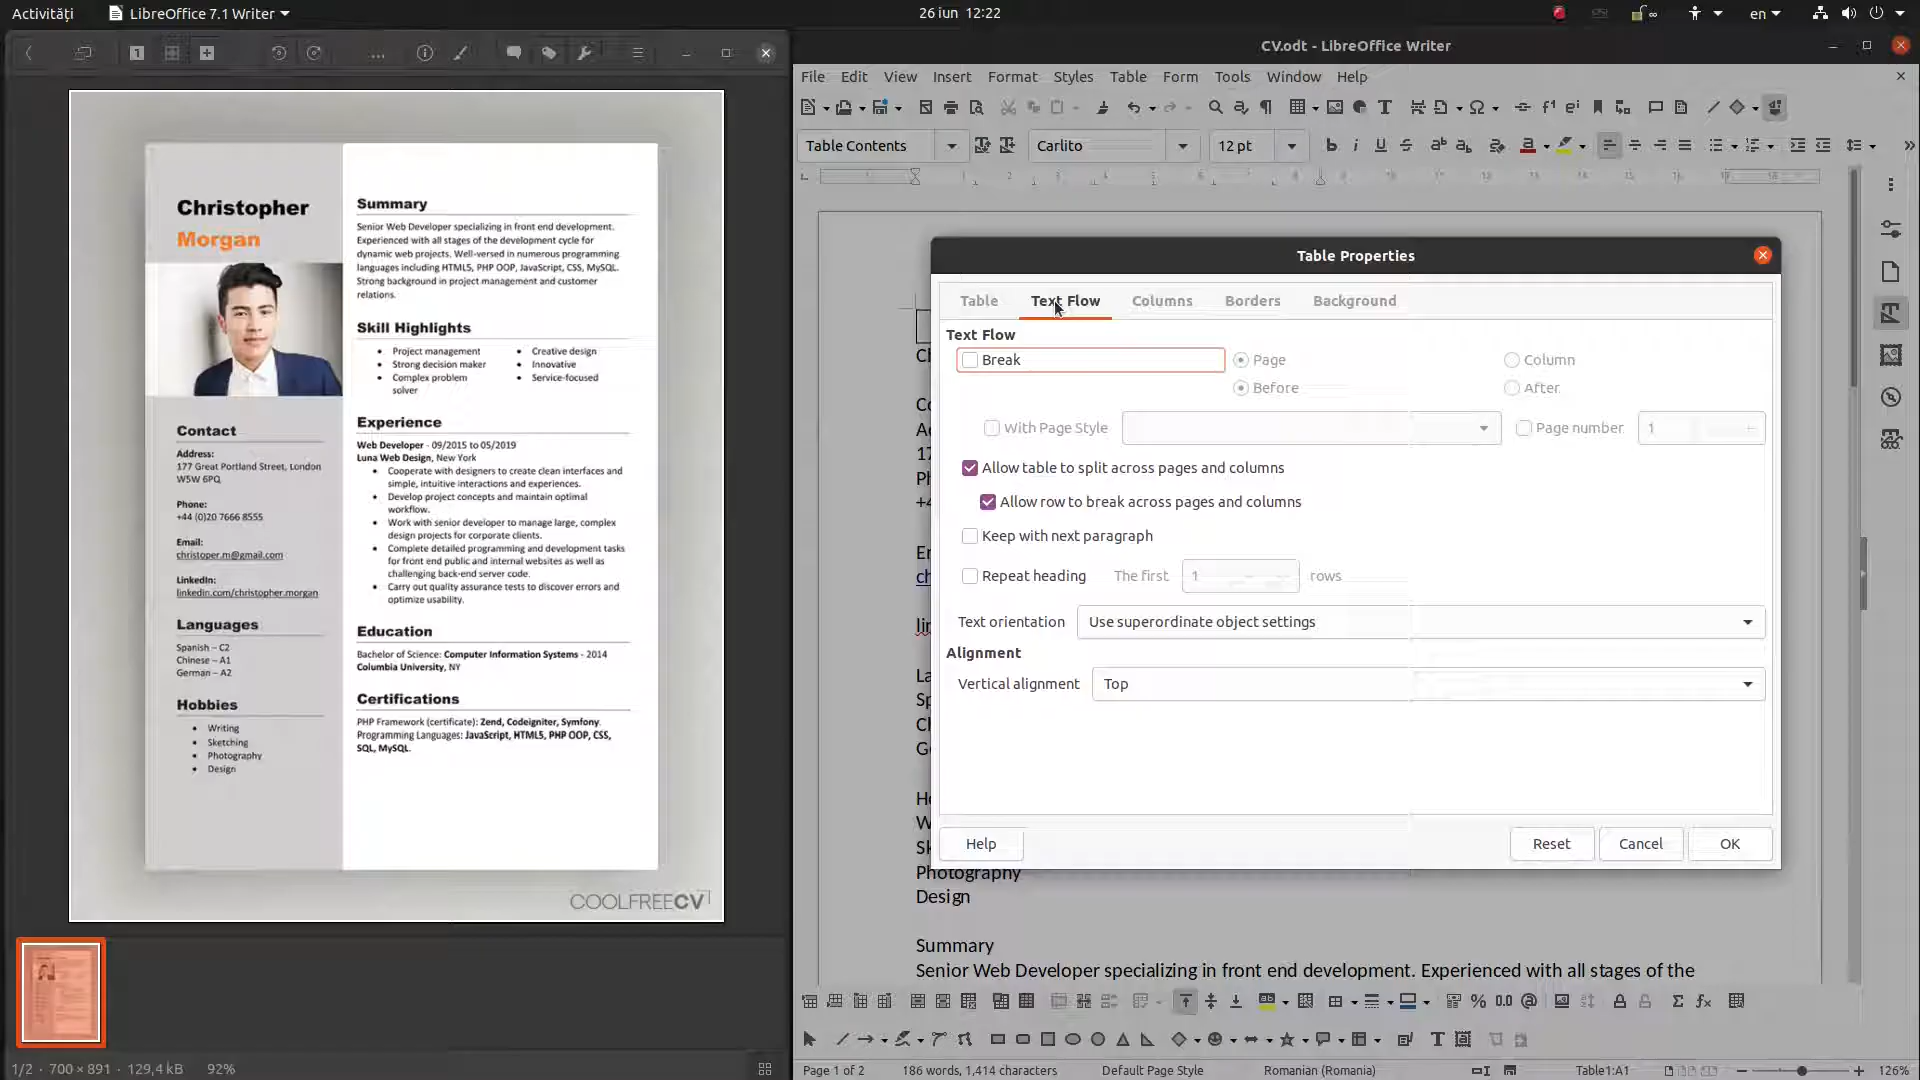 Activități
LibreOffice 7.1 Writer
26 iun 12:22
en
CV.odt - LibreOffice Writer
File Edit View Insert Format Styles Table Form Tools Window Help
Table Contents
Carlito
12 pt
Christopher
Morgan
Contact
Address:
177 Great Portland Street, London
W5W 6PQ
Phone:
+44 (0)20 7666 8555
Email:
christoper.m@gmail.com
LinkedIn:
linkedin.com/christopher.morgan
Languages
Spanish – C2
Chinese – A1
German – A2
Hobbies
Writing
Sketching
Photography
Design
Summary
Senior Web Developer specializing in front end development.
Experienced with all stages of the development cycle for
dynamic web projects. Well-versed in numerous programming
languages including HTML5, PHP OOP, JavaScript, CSS, MySQL.
Strong background in project management and customer
relations.
Skill Highlights
Project management
Strong decision maker
Complex problem
solver
Creative design
Innovative
Service-focused
Experience
Web Developer - 09/2015 to 05/2019
Luna Web Design, New York
Cooperate with designers to create clean interfaces and
simple, intuitive interactions and experiences.
Develop project concepts and maintain optimal
workflow.
Work with senior developer to manage large, complex
design projects for corporate clients.
Complete detailed programming and development tasks
for front end public and internal websites as well as
challenging back-end server code.
Carry out quality assurance tests to discover errors and
optimize usability.
Education
Bachelor of Science: Computer Information Systems - 2014
Columbia University, NY
Certifications
PHP Framework (certificate): Zend, Codeigniter, Symfony.
Programming Languages: JavaScript, HTML5, PHP OOP, CSS,
SQL, MySQL.
COOLFREECV
1/2 · 700 × 891 · 129,4 kB 92%
Table Properties
Table Text Flow Columns Borders Background
Text Flow
Break
Page
Column
Before
After
With Page Style
Page number
1
Allow table to split across pages and columns
Allow row to break across pages and columns
Keep with next paragraph
Repeat heading The first 1 rows
Text orientation Use superordinate object settings
Alignment
Vertical alignment Top
Help
Reset
Cancel
OK
Photography
Design
Summary
Senior Web Developer specializing in front end development. Experienced with all stages of the
Page 1 of 2
186 words, 1,414 characters
Default Page Style
Romanian (Romania)
Table1:A1
126%